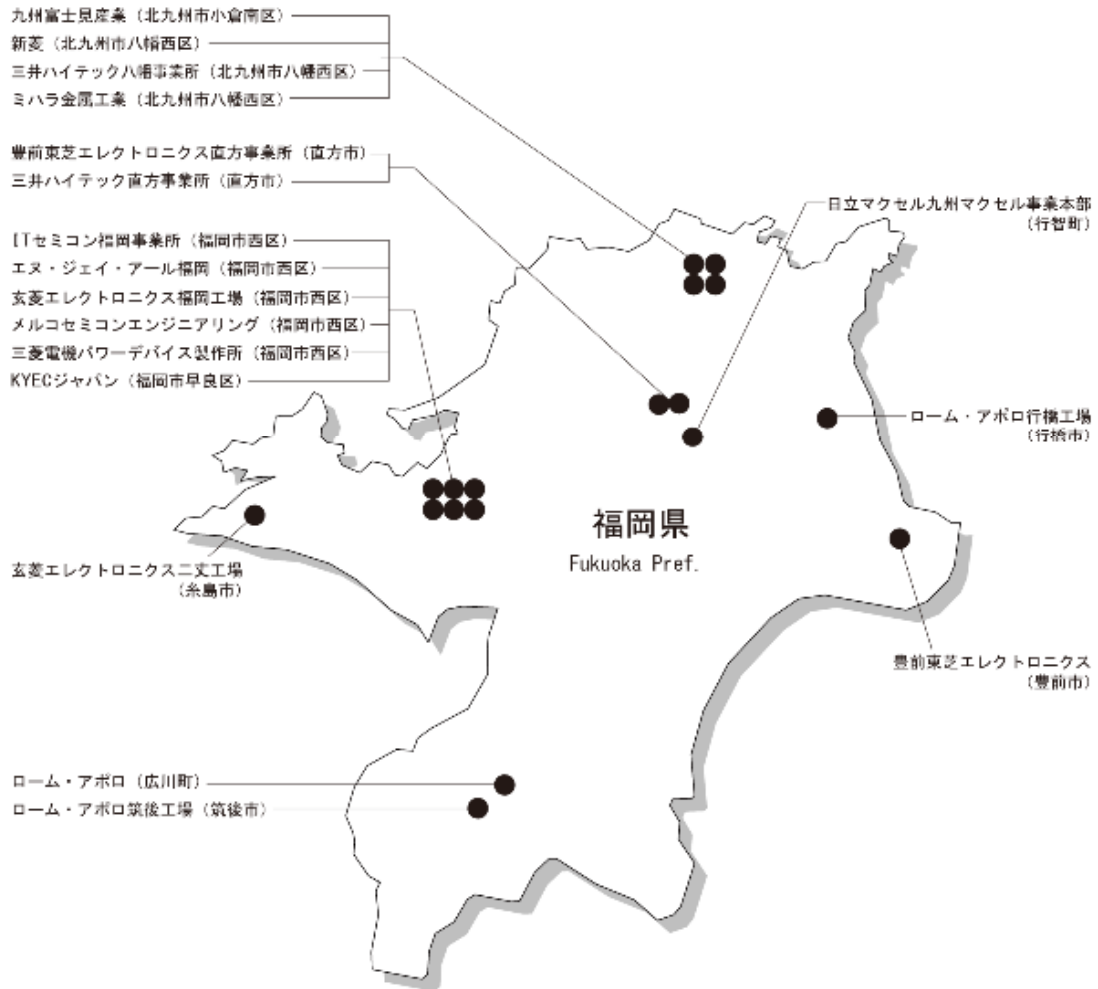 九州富士見産業（北九州市小倉南区）
新菱（北九州市八幡西区）
三井ハイテック八幡事業所（北九州市八幡西区）
ミハラ金属工業（北九州市八幡西区）
豊前東芝エレクトロニクス直方事業所（直方市）
三井ハイテック直方事業所（直方市）
日立マクセル九州マクセル事業本部
（行智町）
ITセミコン福岡事業所（福岡市西区）
エヌ・ジェイ・アール福岡（福岡市西区）
玄菱エレクトロニクス福岡工場（福岡市西区）
メルコセミコンエンジニアリング（福岡市西区）
三菱電機パワーデバイス製作所（福岡市西区）
KYECジャパン（福岡市早良区）
ローム・アポロ行橋工場
（行橋市）
福岡県
Fukuoka Pref.
玄菱エレクトロニクス二丈工場
（糸島市）
豊前東芝エレクトロニクス
（豊前市）
ローム・アポロ（広川町）
ローム・アポロ筑後工場（筑後市）